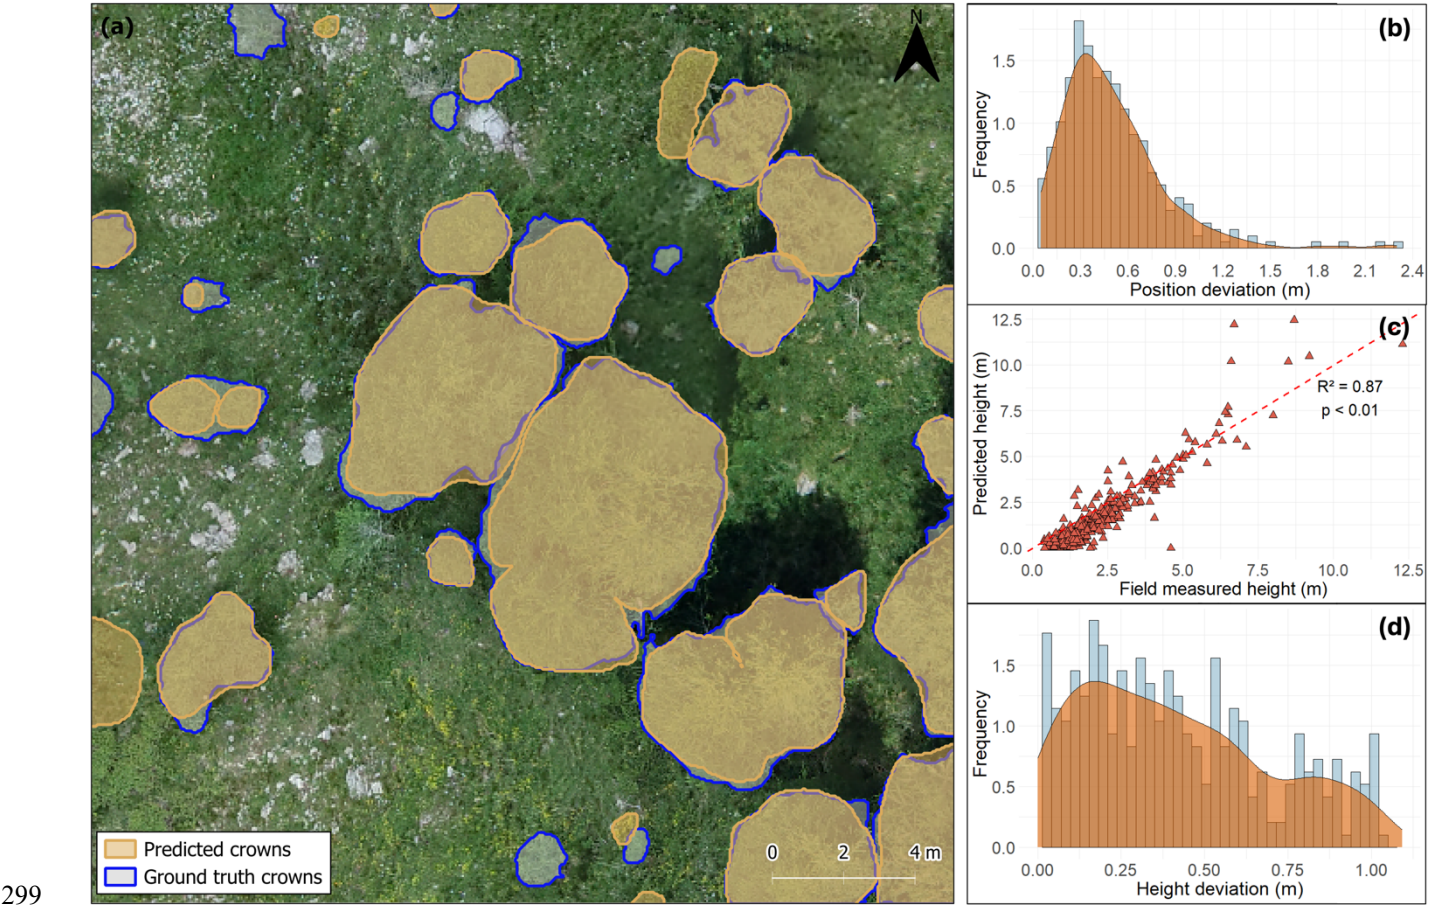 (a)
N
Predicted crowns
Ground truth crowns
0 2 4 m
(b)
Frequency
1.5
1.0
0.5
0.0
0.0 0.3 0.6 0.9 1.2 1.5 1.8 2.1 2.4
Position deviation (m)
(c)
Predicted height (m)
12.5
10.0
7.5
5.0
2.5
0.0
R² = 0.87
p < 0.01
0.0 2.5 5.0 7.5 10.0 12.5
Field measured height (m)
(d)
Frequency
1.5
1.0
0.5
0.0
0.00 0.25 0.50 0.75 1.00
Height deviation (m)
299